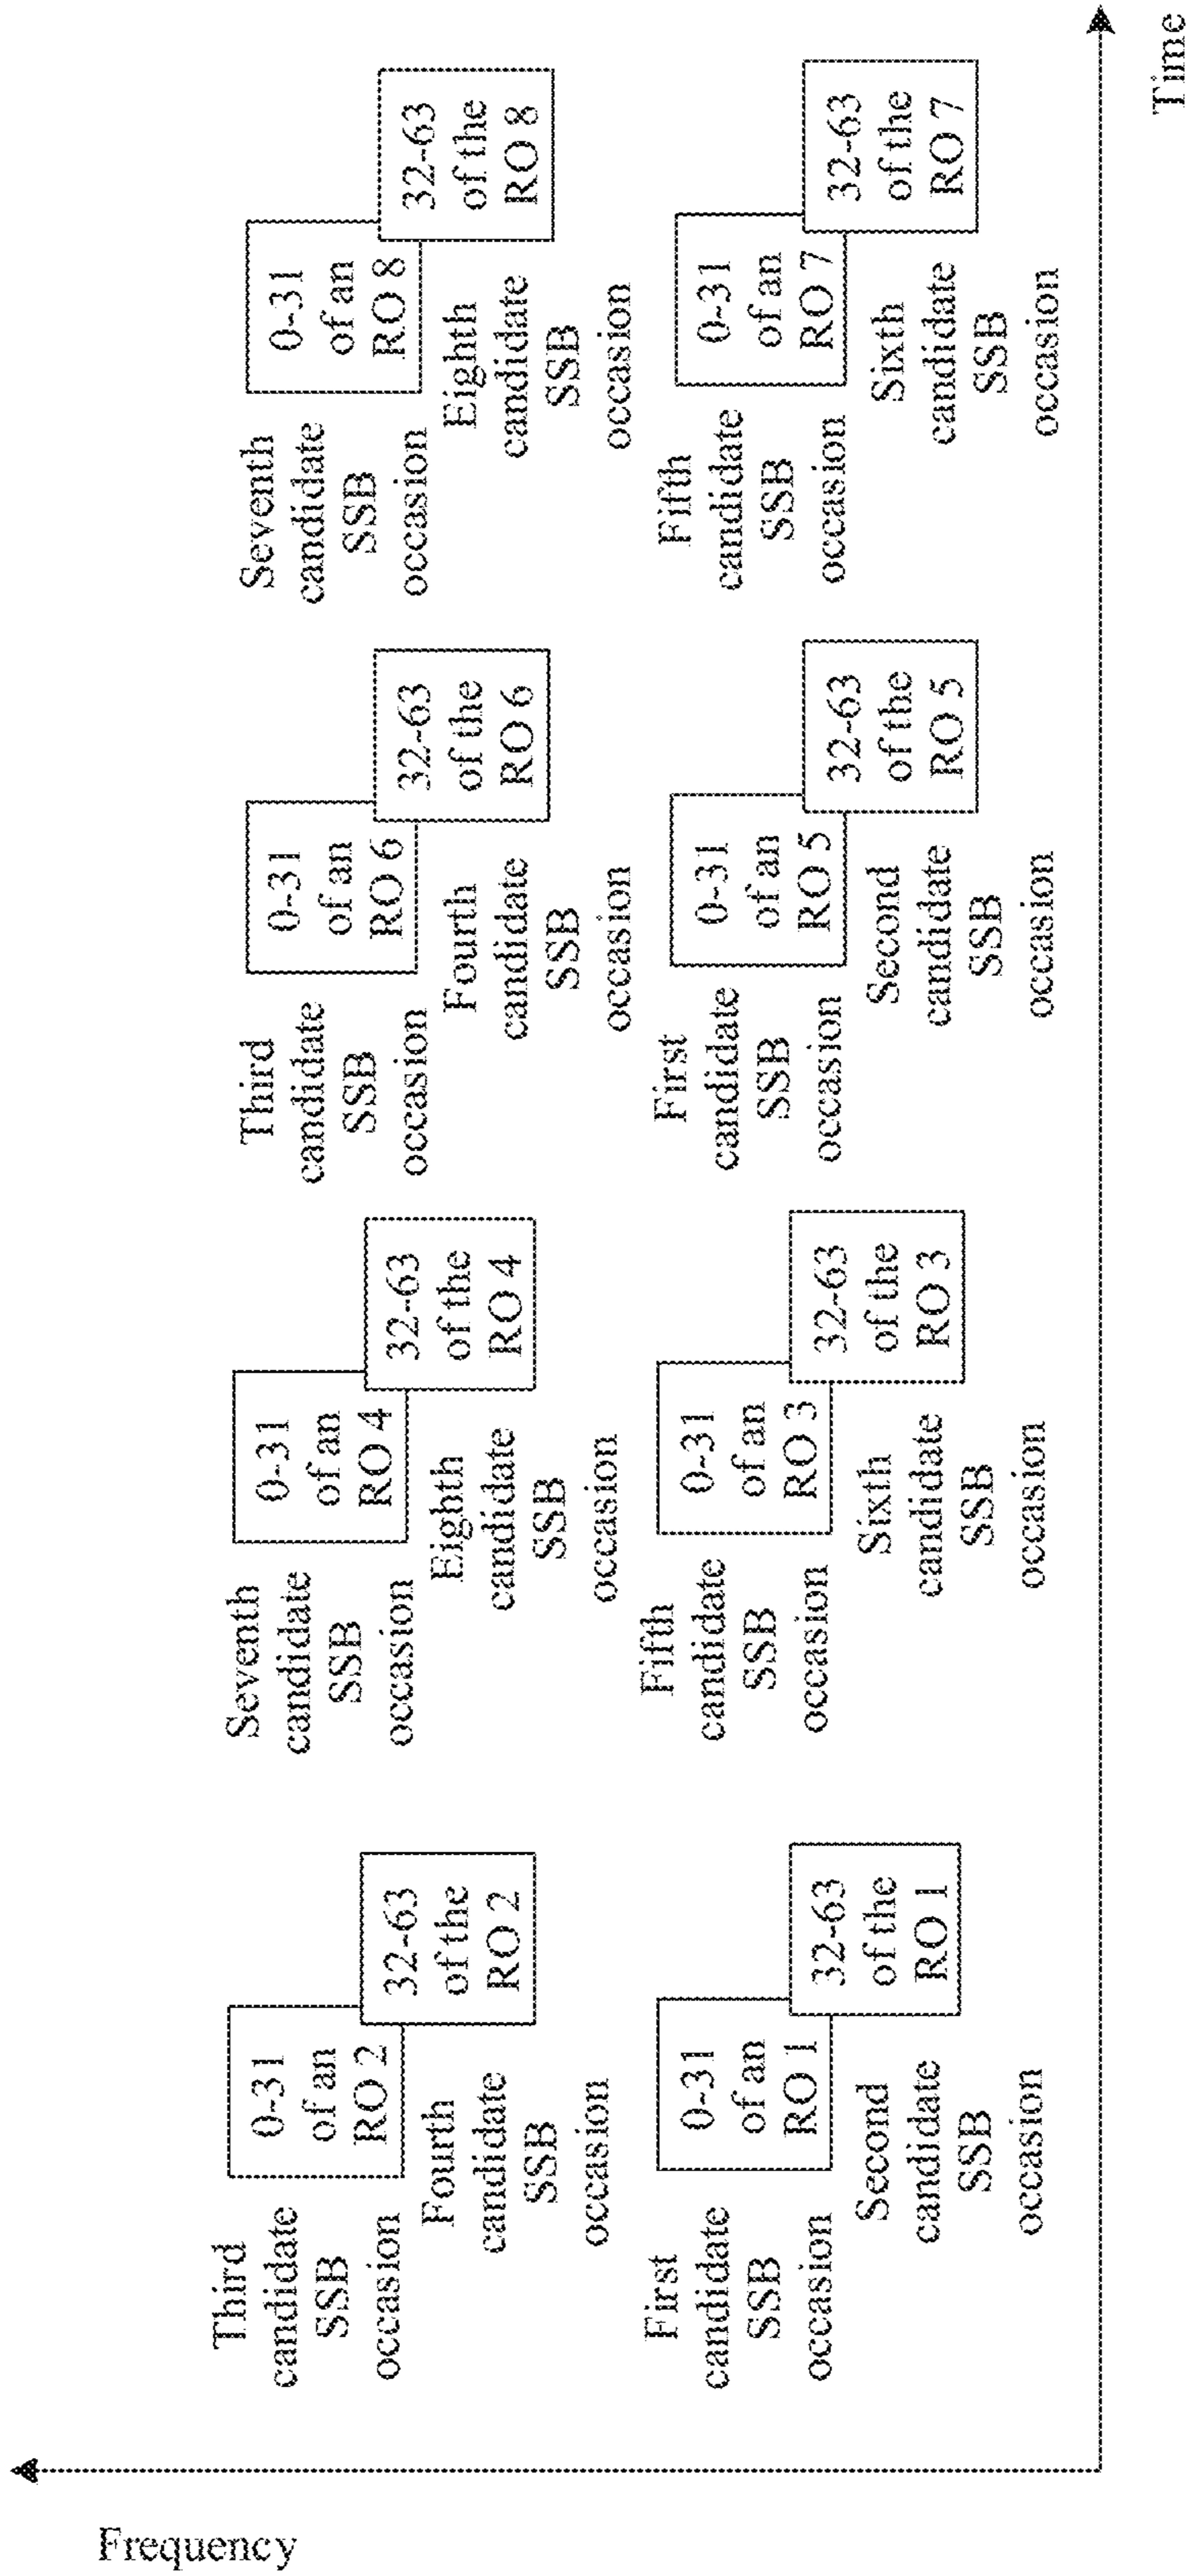 Frequency
Third
candidate
SSB
occasion
0-31
of an
RO 2
Fourth
candidate
SSB
occasion
32-63
of the
RO 2
Seventh
candidate
SSB
occasion
0-31
of an
RO 4
Eighth
candidate
SSB
occasion
32-63
of the
RO 4
Third
candidate
SSB
occasion
0-31
of an
RO 6
Fourth
candidate
SSB
occasion
32-63
of the
RO 6
Seventh
candidate
SSB
occasion
0-31
of an
RO 8
Eighth
candidate
SSB
occasion
32-63
of the
RO 8
First
candidate
SSB
occasion
0-31
of an
RO 1
Second
candidate
SSB
occasion
32-63
of the
RO 1
Fifth
candidate
SSB
occasion
0-31
of an
RO 3
Sixth
candidate
SSB
occasion
32-63
of the
RO 3
First
candidate
SSB
occasion
0-31
of an
RO 5
Second
candidate
SSB
occasion
32-63
of the
RO 5
Fifth
candidate
SSB
occasion
0-31
of an
RO 7
Sixth
candidate
SSB
occasion
32-63
of the
RO 7
Time